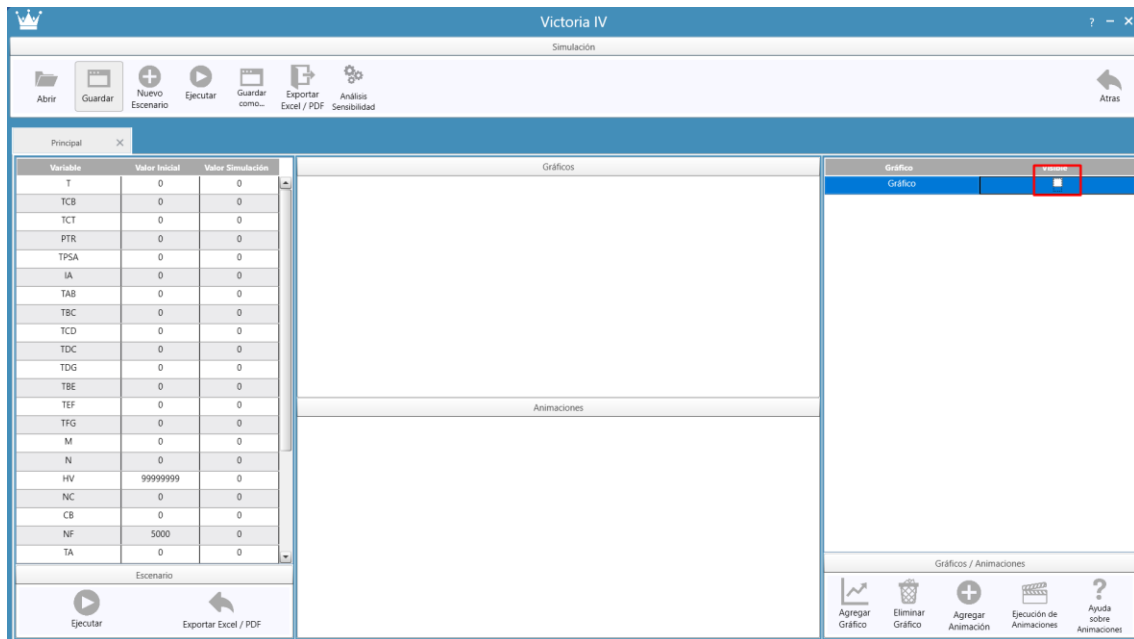 Victoria IV
? − ×
Simulación
Abrir
Guardar
Nuevo Escenario
Ejecutar
Guardar como...
Exportar Excel / PDF
Análisis Sensibilidad
Atras
Principal ×
Variable Valor Inicial Valor Simulación
T 0 0
TCB 0 0
TCT 0 0
PTR 0 0
TPSA 0 0
IA 0 0
TAB 0 0
TBC 0 0
TCD 0 0
TDC 0 0
TDG 0 0
TBE 0 0
TEF 0 0
TFG 0 0
M 0 0
N 0 0
HV 99999999 0
NC 0 0
CB 0 0
NF 5000 0
TA 0 0
Escenario
Ejecutar
Exportar Excel / PDF
Gráficos
Animaciones
Gráfico Visible
Gráfico
Gráficos / Animaciones
Agregar Gráfico
Eliminar Gráfico
Agregar Animación
Ejecución de Animaciones
?
Ayuda sobre Animaciones